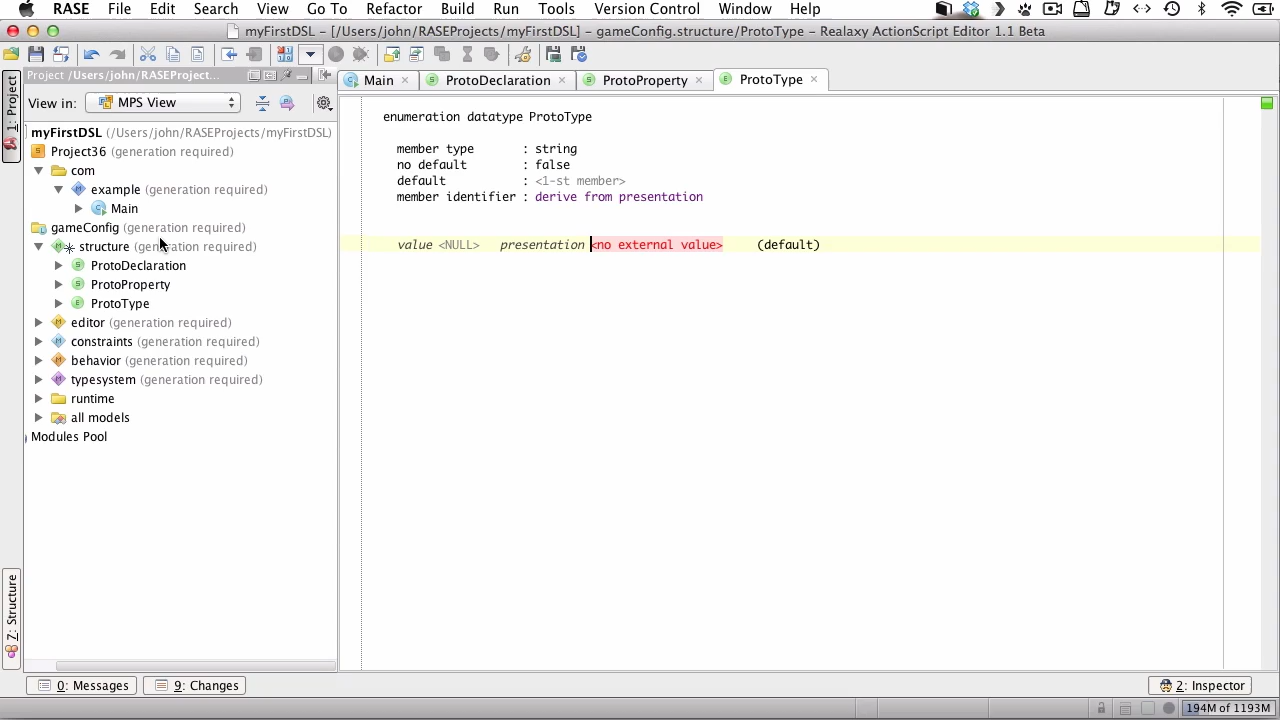 RASE File Edit Search View Go To Refactor Build Run Tools Version Control Window Help
myFirstDSL – [/Users/john/RASEProjects/myFirstDSL] – gameConfig.structure/ProtoType – Realaxy ActionScript Editor 1.1 Beta
Project /Users/john/RASEProject...
Main ProtoDeclaration ProtoProperty ProtoType
1: Project
View in: MPS View
myFirstDSL (/Users/john/RASEProjects/myFirstDSL)
Project36 (generation required)
com
example (generation required)
Main
gameConfig (generation required)
structure (generation required)
ProtoDeclaration
ProtoProperty
ProtoType
editor (generation required)
constraints (generation required)
behavior (generation required)
typesystem (generation required)
runtime
all models
Modules Pool
enumeration datatype ProtoType
member type : string
no default : false
default : <1-st member>
member identifier : derive from presentation
value <NULL> presentation <no external value> (default)
Z: Structure
0: Messages 9: Changes 2: Inspector
194M of 1193M